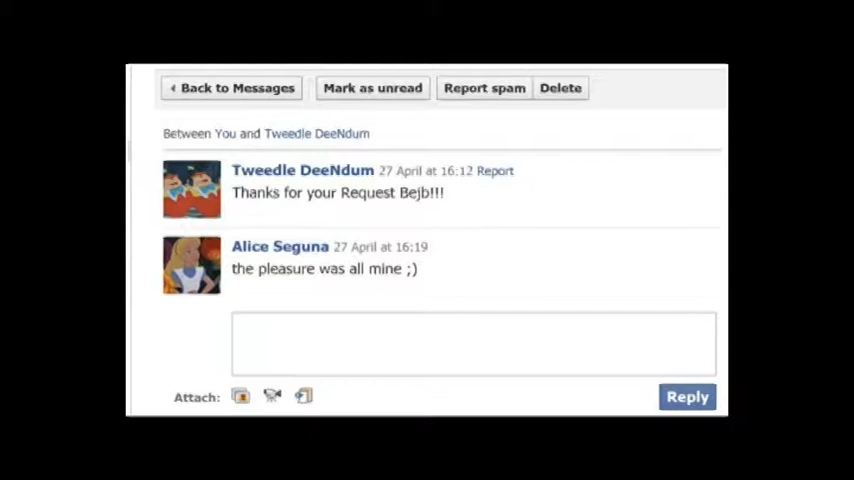 Back to Messages Mark as unread Report spam Delete
Between You and Tweedle DeeNdum
Tweedle DeeNdum 27 April at 16:12 Report
Thanks for your Request Bejb!!!
Alice Seguna 27 April at 16:19
the pleasure was all mine ;)
Attach: Reply